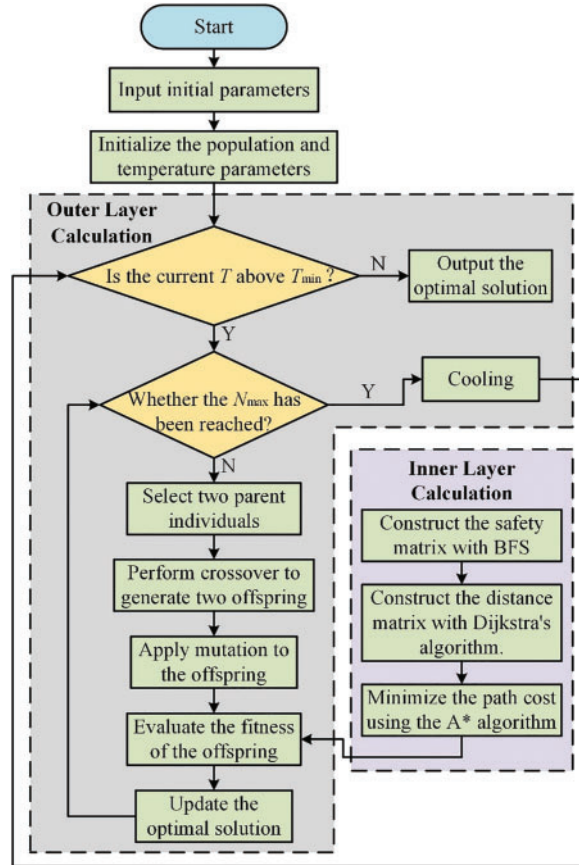 Start
Input initial parameters
Initialize the population and
temperature parameters
Outer Layer
Calculation
Is the current T above Tmin ?
N
Output the
optimal solution
Y
Whether the Nmax has
been reached?
Y
Cooling
N
Select two parent
individuals
Perform crossover to
generate two offspring
Apply mutation to
the offspring
Evaluate the fitness
of the offspring
Update the
optimal solution
Inner Layer
Calculation
Construct the safety
matrix with BFS
Construct the distance
matrix with Dijkstra's
algorithm.
Minimize the path cost
using the A* algorithm